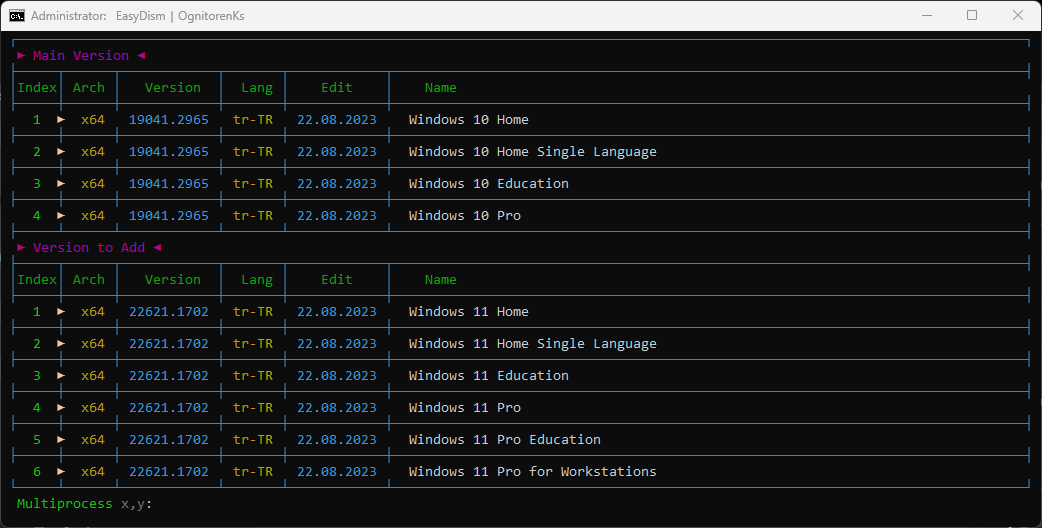 Administrator: EasyDism | OgnitorenKs
► Main Version ◄
Index Arch Version Lang Edit Name
1 ► x64 19041.2965 tr-TR 22.08.2023 Windows 10 Home
2 ► x64 19041.2965 tr-TR 22.08.2023 Windows 10 Home Single Language
3 ► x64 19041.2965 tr-TR 22.08.2023 Windows 10 Education
4 ► x64 19041.2965 tr-TR 22.08.2023 Windows 10 Pro
► Version to Add ◄
Index Arch Version Lang Edit Name
1 ► x64 22621.1702 tr-TR 22.08.2023 Windows 11 Home
2 ► x64 22621.1702 tr-TR 22.08.2023 Windows 11 Home Single Language
3 ► x64 22621.1702 tr-TR 22.08.2023 Windows 11 Education
4 ► x64 22621.1702 tr-TR 22.08.2023 Windows 11 Pro
5 ► x64 22621.1702 tr-TR 22.08.2023 Windows 11 Pro Education
6 ► x64 22621.1702 tr-TR 22.08.2023 Windows 11 Pro for Workstations
Multiprocess x,y: